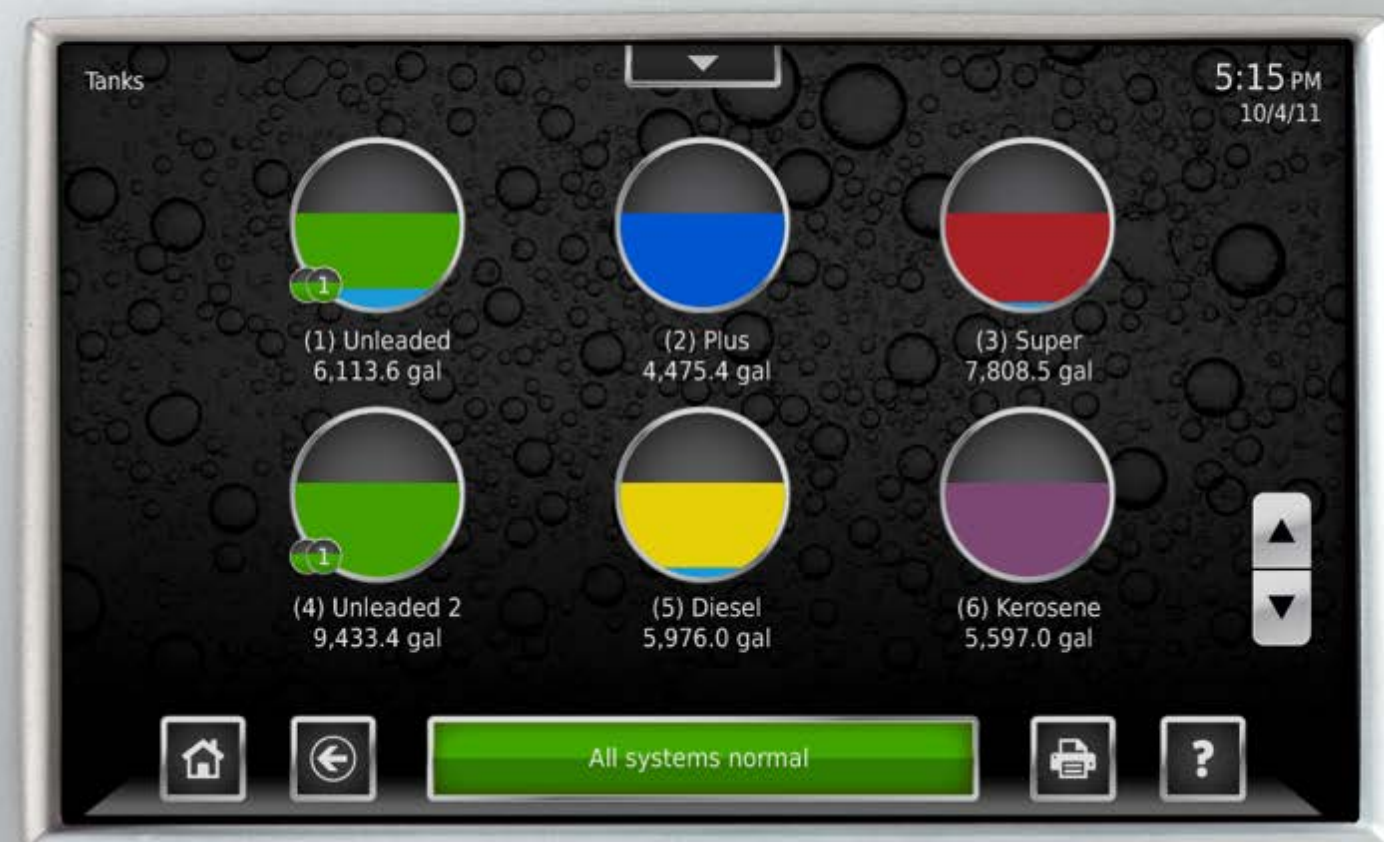 Tanks
5:15 PM
10/4/11
1
(1) Unleaded
6,113.6 gal
(2) Plus
4,475.4 gal
(3) Super
7,808.5 gal
1
(4) Unleaded 2
9,433.4 gal
(5) Diesel
5,976.0 gal
(6) Kerosene
5,597.0 gal
All systems normal
?